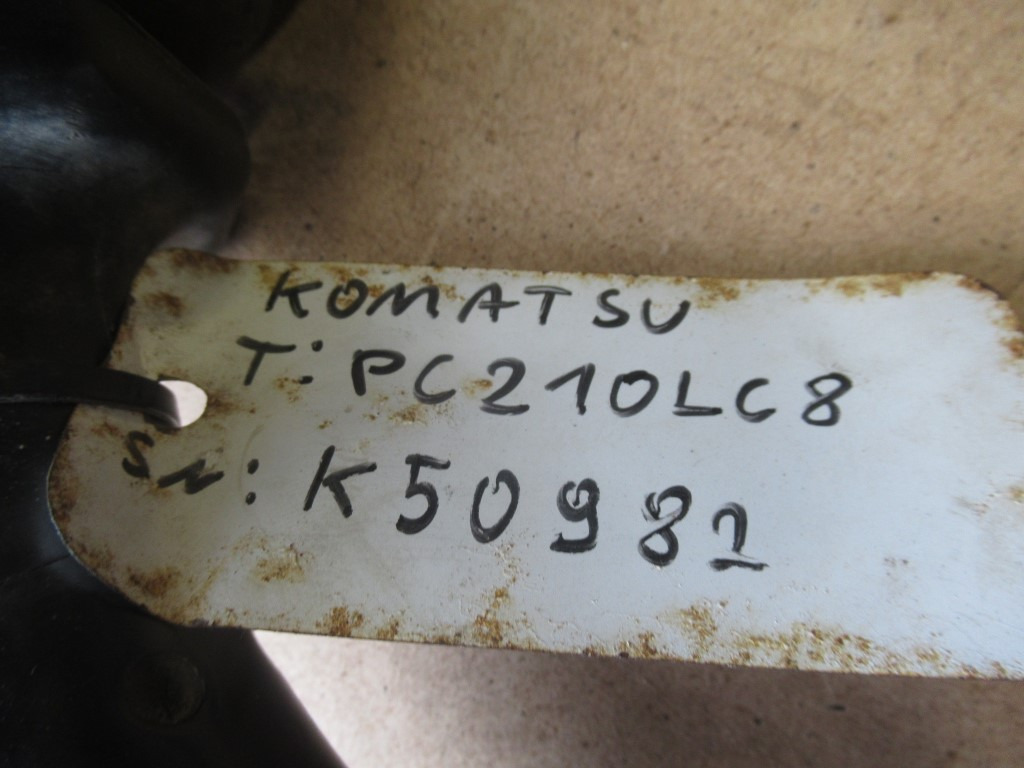 KOMATSU
T: PC210LC8
SN: K50982